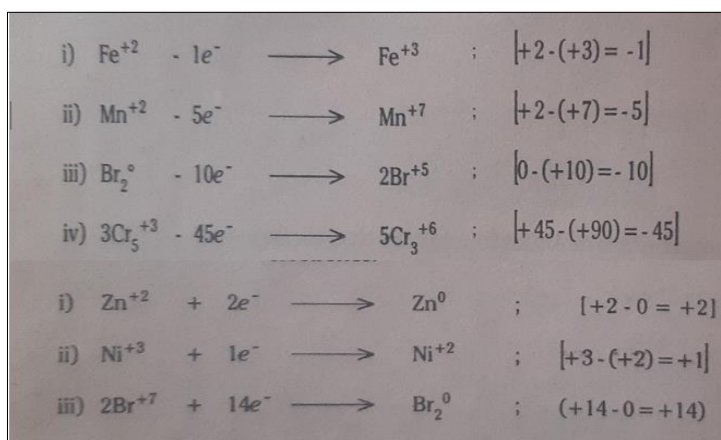 i) Fe⁺² - 1e⁻ ⟶ Fe⁺³ ; |+2-(+3)= -1|
ii) Mn⁺² - 5e⁻ ⟶ Mn⁺⁷ ; |+2-(+7)=-5|
iii) Br₂° - 10e⁻ ⟶ 2Br⁺⁵ ; |0-(+10)=-10|
iv) 3Cr₅⁺³ - 45e⁻ ⟶ 5Cr₃⁺⁶ ; |+45-(+90)=-45|
i) Zn⁺² + 2e⁻ ⟶ Zn⁰ ; [+2-0 = +2]
ii) Ni⁺³ + 1e⁻ ⟶ Ni⁺² ; |+3-(+2)=+1|
iii) 2Br⁺⁷ + 14e⁻ ⟶ Br₂⁰ ; (+14-0=+14)